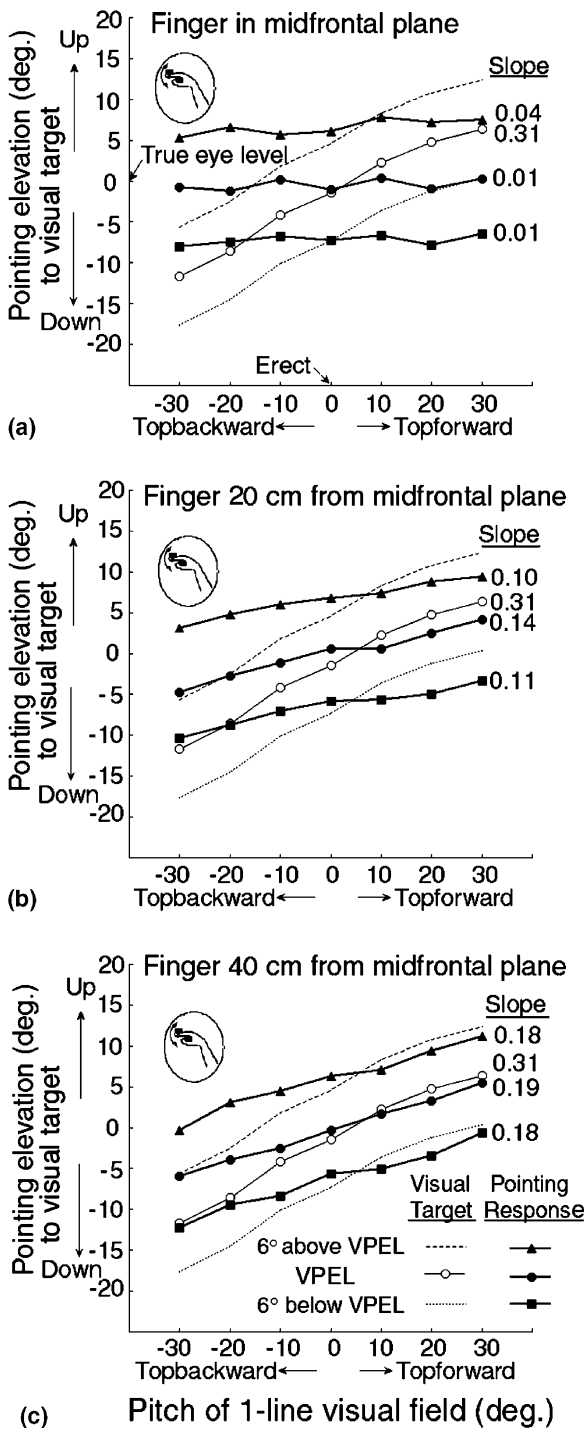 Finger in midfrontal plane
Pointing elevation (deg.)
to visual target
Up
Down
20
15
10
5
0
-5
-10
-15
-20
True eye level
Slope
0.04
0.31
0.01
0.01
Erect
-30 -20 -10 0 10 20 30
Topbackward Topforward
(a)
Finger 20 cm from midfrontal plane
Pointing elevation (deg.)
to visual target
Up
Down
20
15
10
5
0
-5
-10
-15
-20
Slope
0.10
0.31
0.14
0.11
-30 -20 -10 0 10 20 30
Topbackward Topforward
(b)
Finger 40 cm from midfrontal plane
Pointing elevation (deg.)
to visual target
Up
Down
20
15
10
5
0
-5
-10
-15
-20
Slope
0.18
0.31
0.19
0.18
Visual Pointing
Target Response
6° above VPEL
VPEL
6° below VPEL
-30 -20 -10 0 10 20 30
Topbackward Topforward
(c) Pitch of 1-line visual field (deg.)